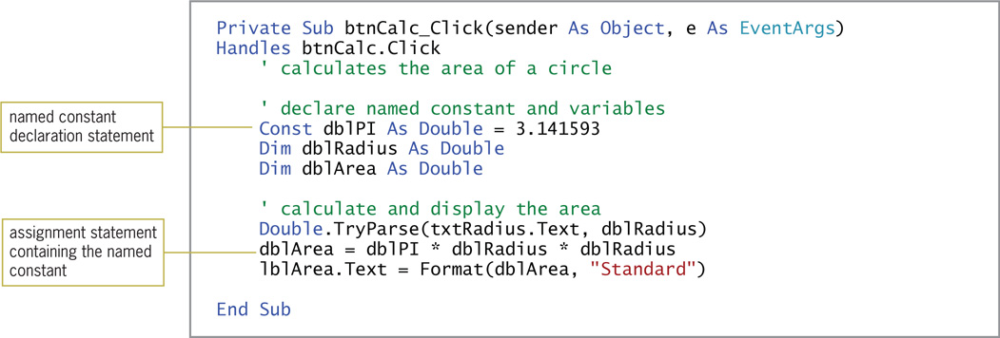 Private Sub btnCalc_Click(sender As Object, e As EventArgs)
Handles btnCalc.Click
' calculates the area of a circle
' declare named constant and variables
named constant
declaration statement
Const dblPI As Double = 3.141593
Dim dblRadius As Double
Dim dblArea As Double
' calculate and display the area
Double.TryParse(txtRadius.Text, dblRadius)
assignment statement
containing the named
constant
dblArea = dblPI * dblRadius * dblRadius
lblArea.Text = Format(dblArea, "Standard")
End Sub